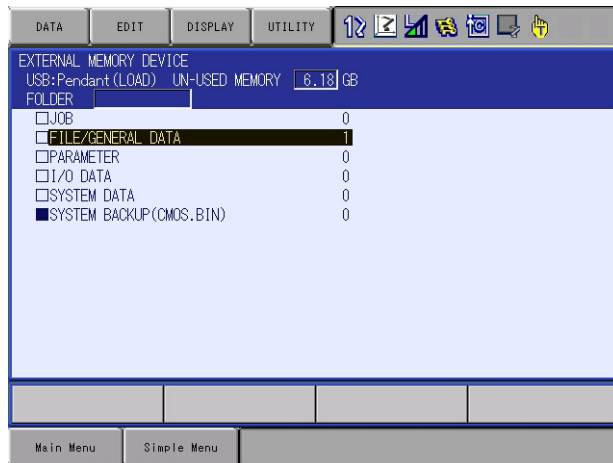 DATA EDIT DISPLAY UTILITY
EXTERNAL MEMORY DEVICE
USB:Pendant(LOAD) UN-USED MEMORY 6.18 GB
FOLDER
JOB 0
FILE/GENERAL DATA 1
PARAMETER 0
I/O DATA 0
SYSTEM DATA 0
SYSTEM BACKUP(CMOS.BIN) 0
Main Menu Simple Menu